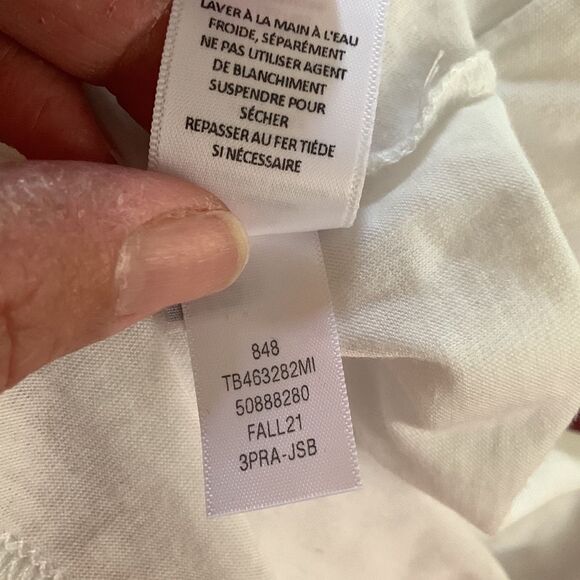 LAVER À LA MAIN À L'EAU
FROIDE, SÉPARÉMENT
NE PAS UTILISER AGENT
DE BLANCHIMENT
SUSPENDRE POUR
SÉCHER
REPASSER AU FER TIÈDE
SI NÉCESSAIRE
848
TB463282MI
50888280
FALL21
3PRA-JSB